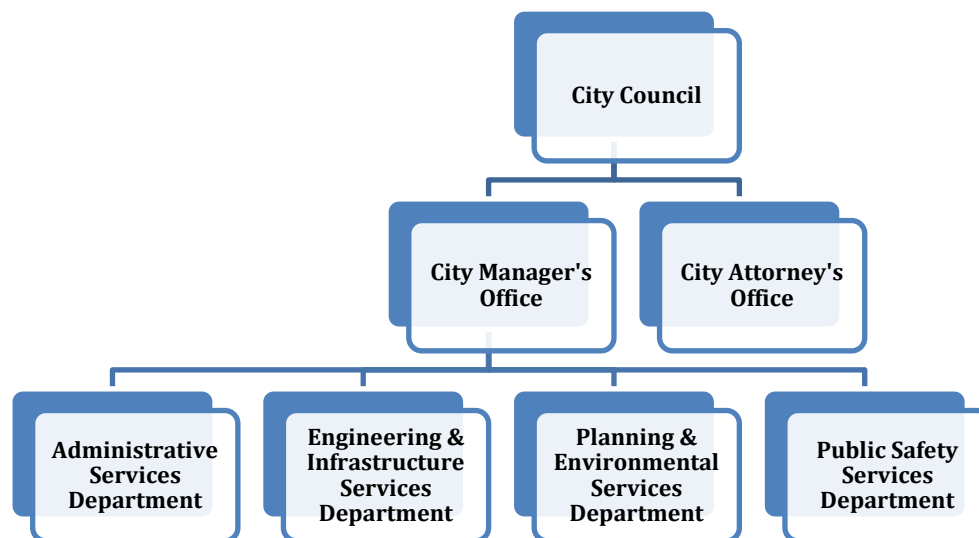 City Council
City Manager's
Office
City Attorney's
Office
Administrative
Services
Department
Engineering &
Infrastructure
Services
Department
Planning &
Environmental
Services
Department
Public Safety
Services
Department